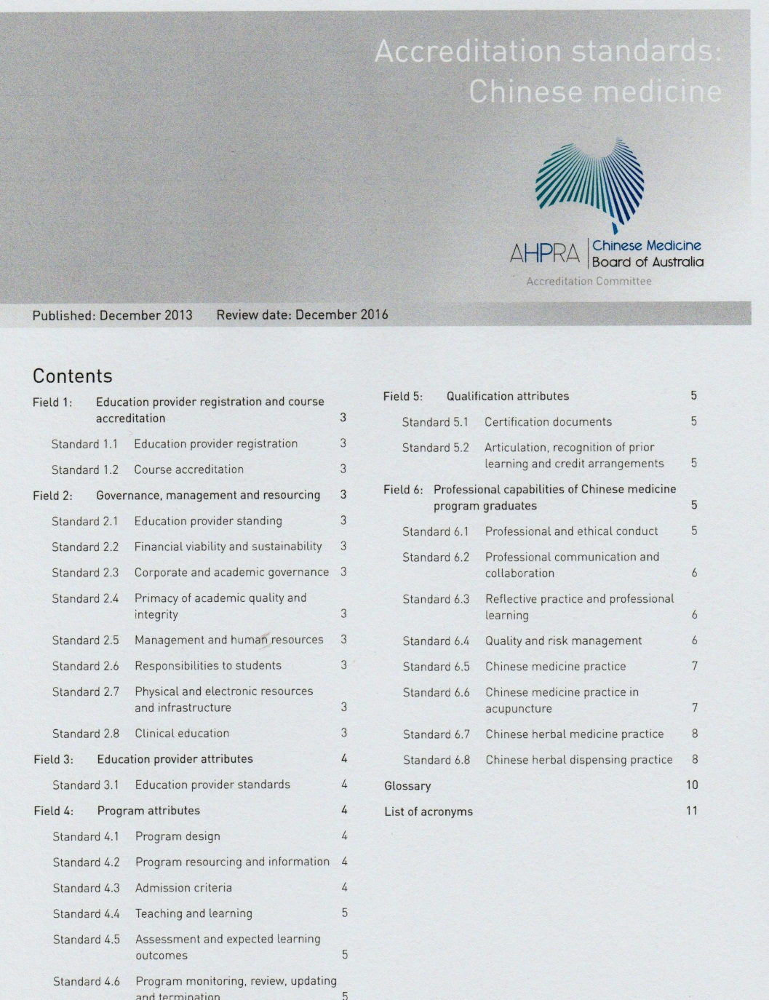 Accreditation standards:
Chinese medicine
AHPRA
Chinese Medicine
Board of Australia
Accreditation Committee
Published: December 2013 Review date: December 2016
Contents
Field 1: Education provider registration and course
accreditation 3
Standard 1.1 Education provider registration 3
Standard 1.2 Course accreditation 3
Field 2: Governance, management and resourcing 3
Standard 2.1 Education provider standing 3
Standard 2.2 Financial viability and sustainability 3
Standard 2.3 Corporate and academic governance 3
Standard 2.4 Primacy of academic quality and
integrity 3
Standard 2.5 Management and human resources 3
Standard 2.6 Responsibilities to students 3
Standard 2.7 Physical and electronic resources
and infrastructure 3
Standard 2.8 Clinical education 3
Field 3: Education provider attributes 4
Standard 3.1 Education provider standards 4
Field 4: Program attributes 4
Standard 4.1 Program design 4
Standard 4.2 Program resourcing and information 4
Standard 4.3 Admission criteria 4
Standard 4.4 Teaching and learning 5
Standard 4.5 Assessment and expected learning
outcomes 5
Standard 4.6 Program monitoring, review, updating
and termination 5
Field 5: Qualification attributes 5
Standard 5.1 Certification documents 5
Standard 5.2 Articulation, recognition of prior
learning and credit arrangements 5
Field 6: Professional capabilities of Chinese medicine
program graduates 5
Standard 6.1 Professional and ethical conduct 5
Standard 6.2 Professional communication and
collaboration 6
Standard 6.3 Reflective practice and professional
learning 6
Standard 6.4 Quality and risk management 6
Standard 6.5 Chinese medicine practice 7
Standard 6.6 Chinese medicine practice in
acupuncture 7
Standard 6.7 Chinese herbal medicine practice 8
Standard 6.8 Chinese herbal dispensing practice 8
Glossary 10
List of acronyms 11